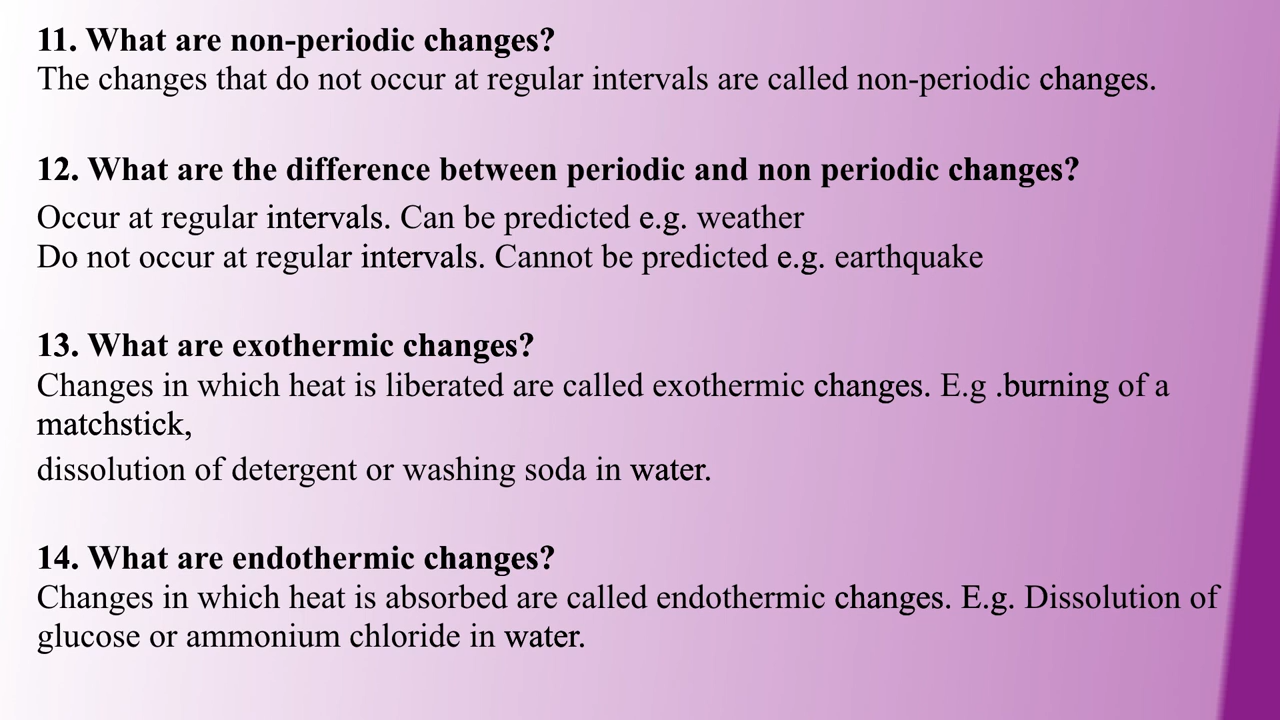 11. What are non-periodic changes?
The changes that do not occur at regular intervals are called non-periodic changes.
12. What are the difference between periodic and non periodic changes?
Occur at regular intervals. Can be predicted e.g. weather
Do not occur at regular intervals. Cannot be predicted e.g. earthquake
13. What are exothermic changes?
Changes in which heat is liberated are called exothermic changes. E.g .burning of a
matchstick,
dissolution of detergent or washing soda in water.
14. What are endothermic changes?
Changes in which heat is absorbed are called endothermic changes. E.g. Dissolution of
glucose or ammonium chloride in water.